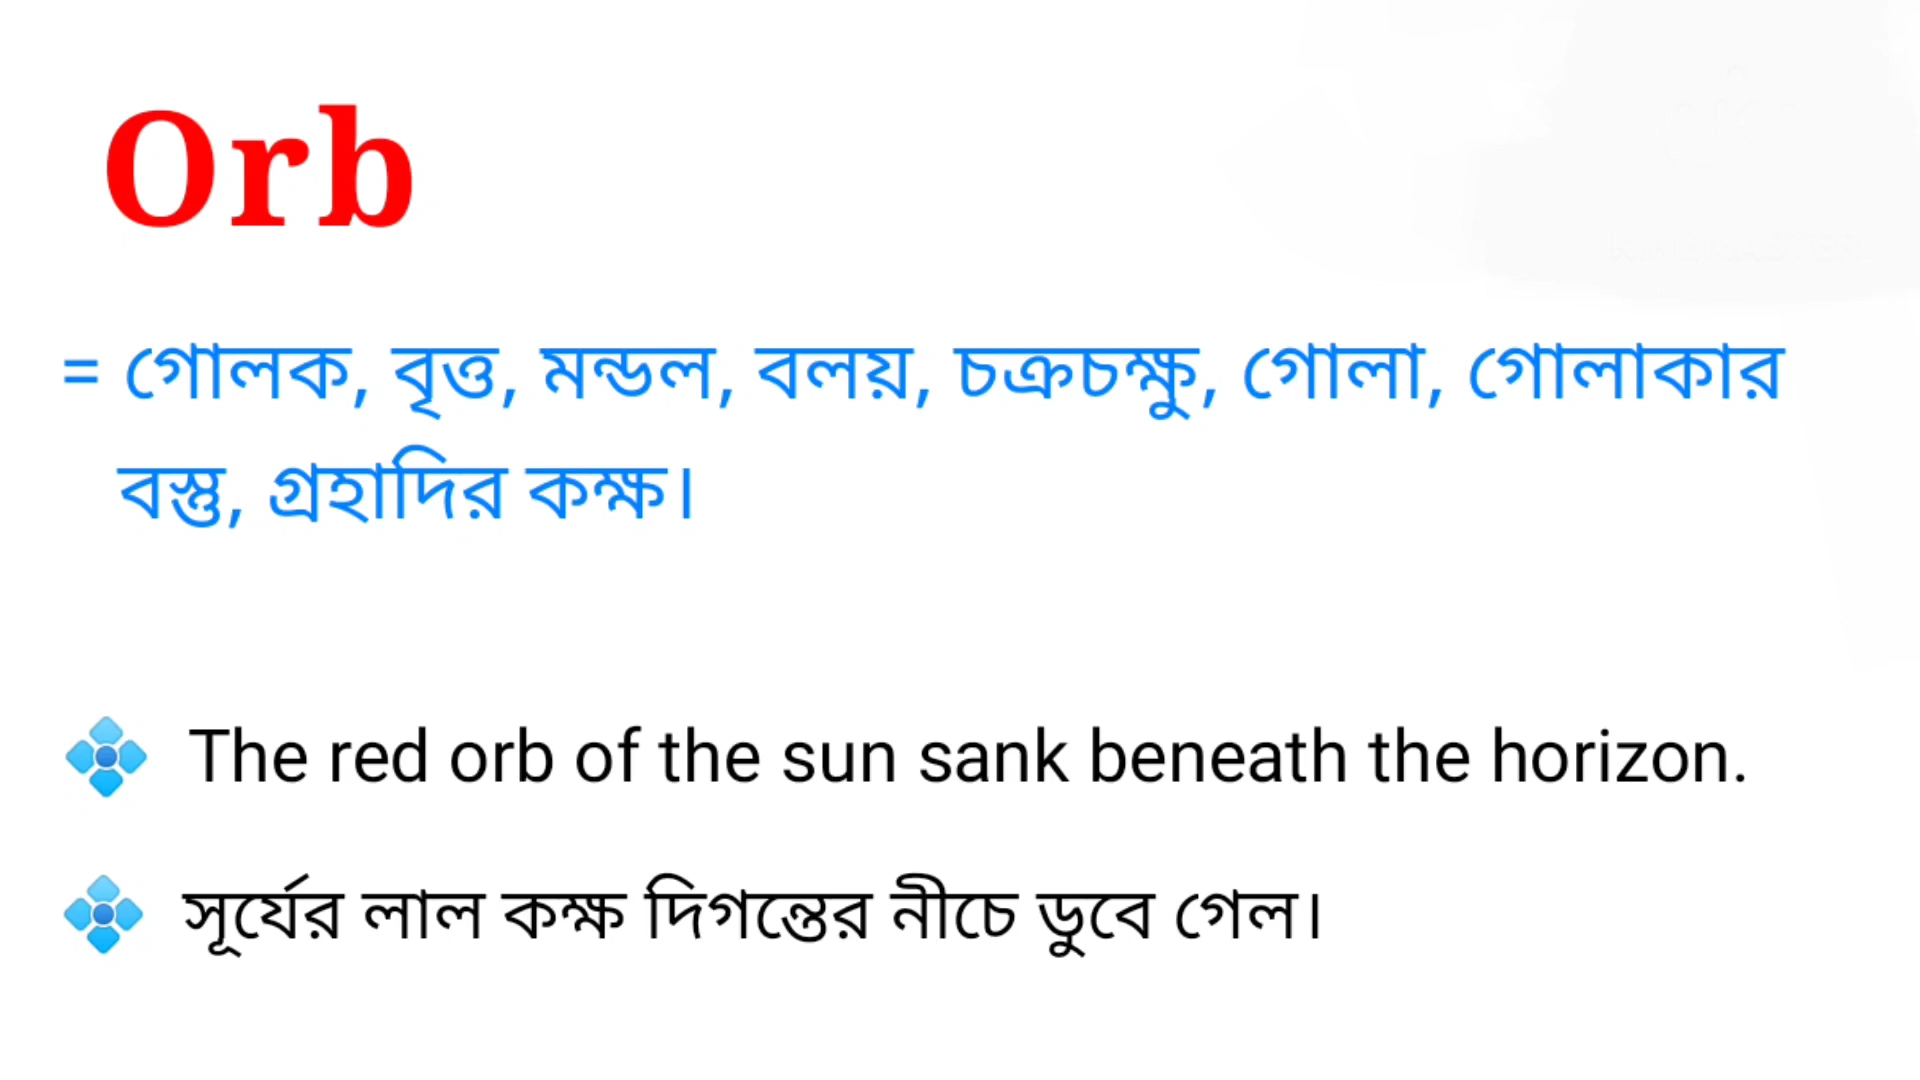 Orb
= গোলক, বৃত্ত, মন্ডল, বলয়, চক্রচক্ষু, গোলা, গোলাকার
বস্তু, গ্রহাদির কক্ষ।
The red orb of the sun sank beneath the horizon.
সূর্যের লাল কক্ষ দিগন্তের নীচে ডুবে গেল।